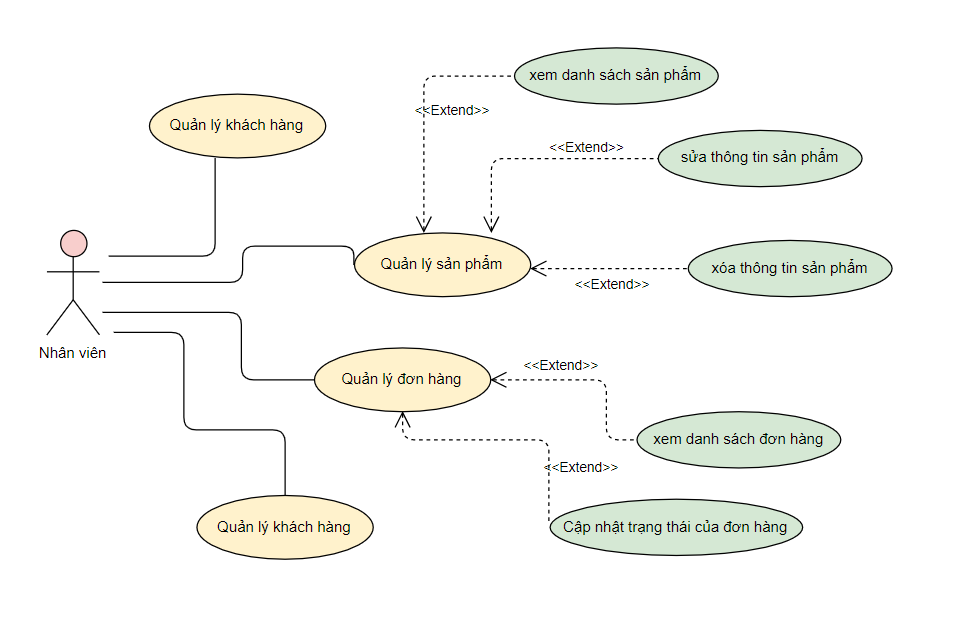 xem danh sách sản phẩm
<<Extend>>
Quản lý khách hàng
<<Extend>>
sửa thông tin sản phẩm
Quản lý sản phẩm
xóa thông tin sản phẩm
<<Extend>>
Nhân viên
<<Extend>>
Quản lý đơn hàng
xem danh sách đơn hàng
<<Extend>>
Quản lý khách hàng
Cập nhật trạng thái của đơn hàng